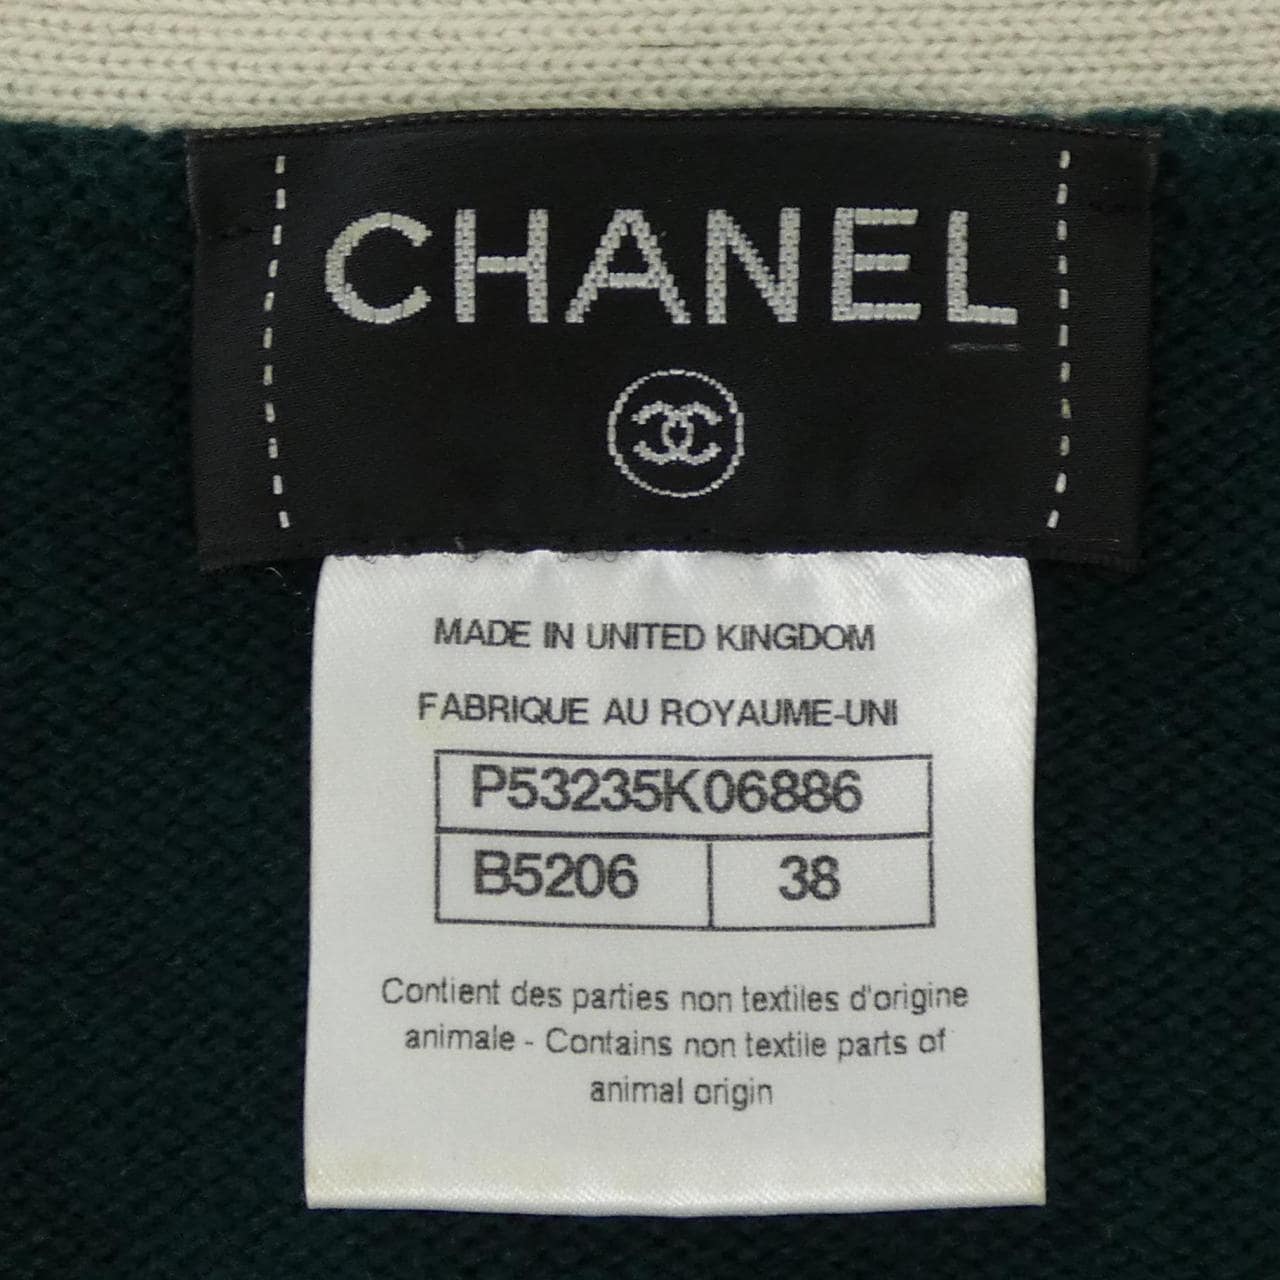 CHANEL
MADE IN UNITED KINGDOM
FABRIQUE AU ROYAUME-UNI
P53235K06886
B5206 38
Contient des parties non textiles d'origine
animale - Contains non textile parts of
animal origin